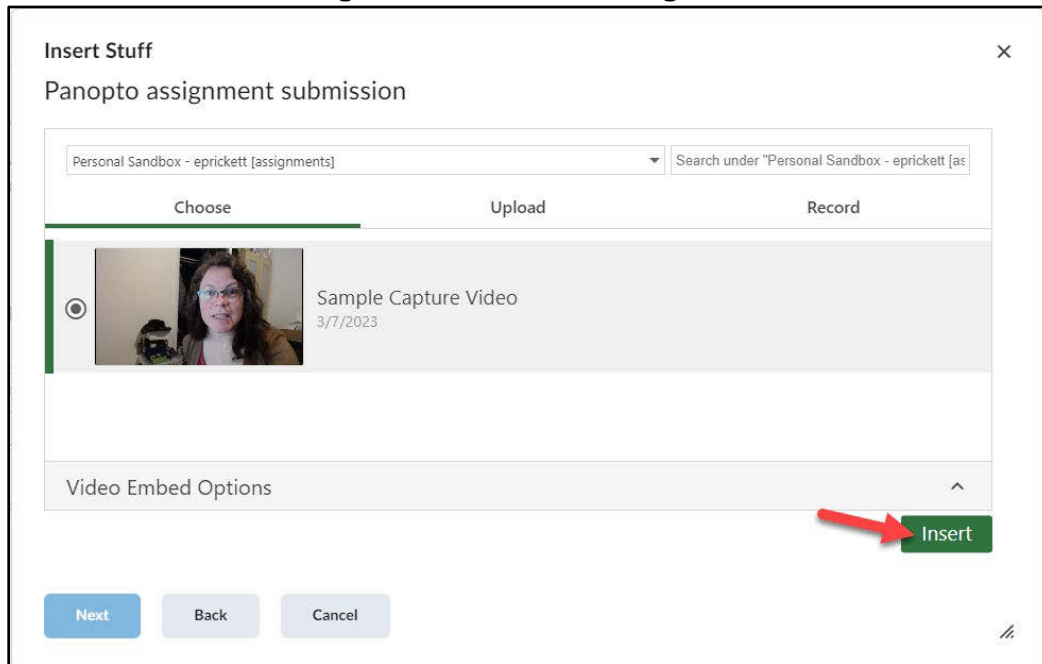 Insert Stuff
Panopto assignment submission
Personal Sandbox - eprickett [assignments]
Search under "Personal Sandbox - eprickett [as
Choose Upload Record
Sample Capture Video
3/7/2023
Video Embed Options
Insert
Next Back Cancel